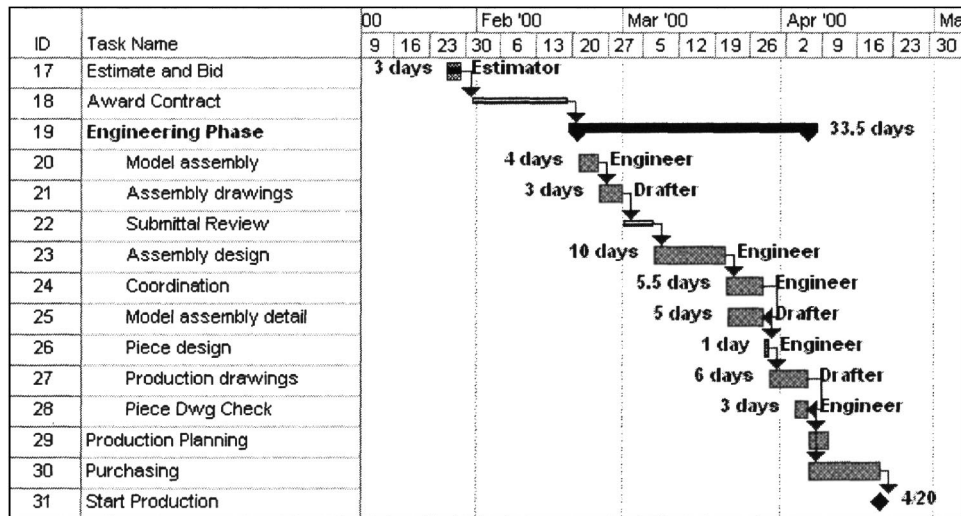 00 Feb '00 Mar '00 Apr '00 Ma
ID Task Name 9 16 23 30 6 13 20 27 5 12 19 26 2 9 16 23 30
17 Estimate and Bid 3 days Estimator
18 Award Contract
19 Engineering Phase 33.5 days
20 Model assembly 4 days Engineer
21 Assembly drawings 3 days Drafter
22 Submittal Review
23 Assembly design 10 days Engineer
24 Coordination 5.5 days Engineer
25 Model assembly detail 5 days Drafter
26 Piece design 1 day Engineer
27 Production drawings 6 days Drafter
28 Piece Dwg Check 3 days Engineer
29 Production Planning
30 Purchasing
31 Start Production 4/20